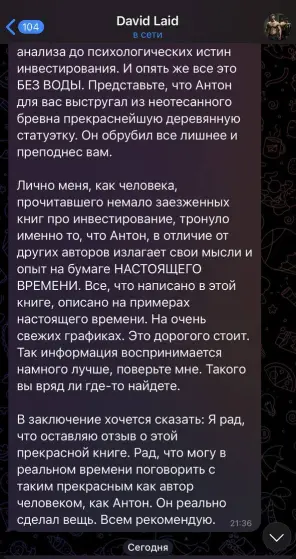 104
David Laid
в сети
анализа до психологических истин
инвестирования. И опять же все это
БЕЗ ВОДЫ. Представьте, что Антон
для вас выстругал из неотесанного
бревна прекраснейшую деревянную
статуэтку. Он обрубил все лишнее и
преподнес вам.
Лично меня, как человека,
прочитавшего немало заезженных
книг про инвестирование, тронуло
именно то, что Антон, в отличие от
других авторов излагает свои мысли и
опыт на бумаге НАСТОЯЩЕГО
ВРЕМЕНИ. Все, что написано в этой
книге, описано на примерах
настоящего времени. На очень
свежих графиках. Это дорогого стоит.
Так информация воспринимается
намного лучше, поверьте мне. Такого
вы вряд ли где-то найдете.
В заключение хочется сказать: Я рад,
что оставляю отзыв о этой
прекрасной книге. Рад, что могу в
реальном времени поговорить с
таким прекрасным как автор
человеком, как Антон. Он реально
сделал вещь. Всем рекомендую. 21:36
Сегодня